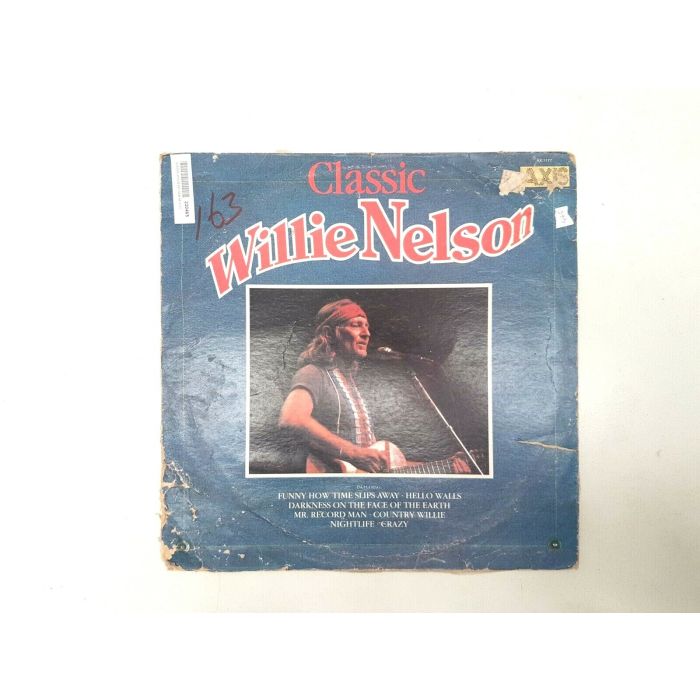 Classic
AXIS
163
Willie Nelson
FUNNY HOW TIME SLIPS AWAY · HELLO WALLS
DARKNESS ON THE FACE OF THE EARTH
MR. RECORD MAN · COUNTRY WILLIE
NIGHTLIFE · CRAZY